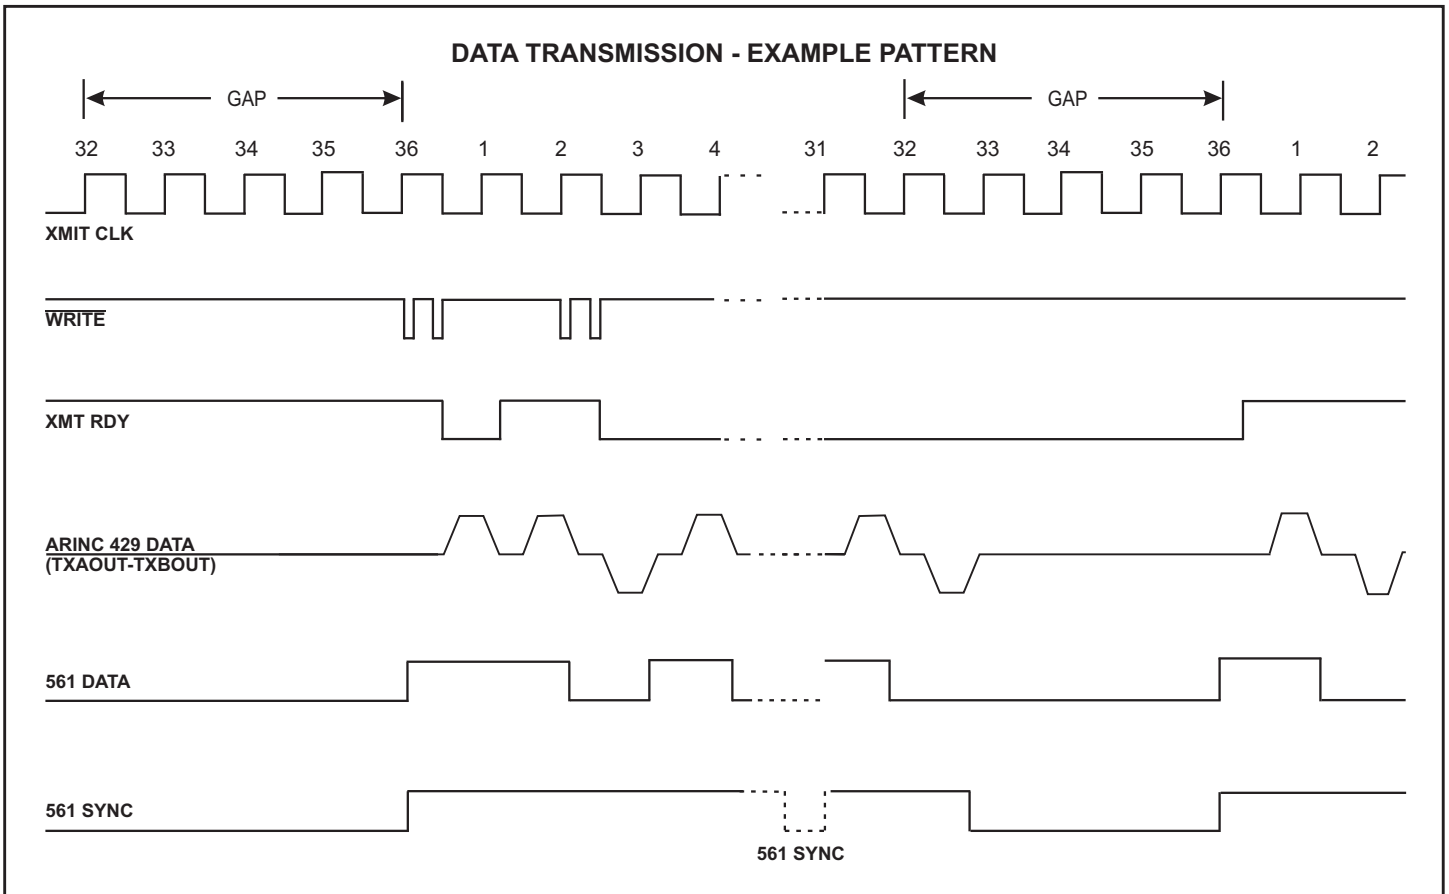 DATA TRANSMISSION - EXAMPLE PATTERN
GAP GAP
32 33 34 35 36 1 2 3 4 31 32 33 34 35 36 1 2
XMIT CLK
WRITE
XMT RDY
ARINC 429 DATA
(TXAOUT-TXBOUT)
561 DATA
561 SYNC
561 SYNC